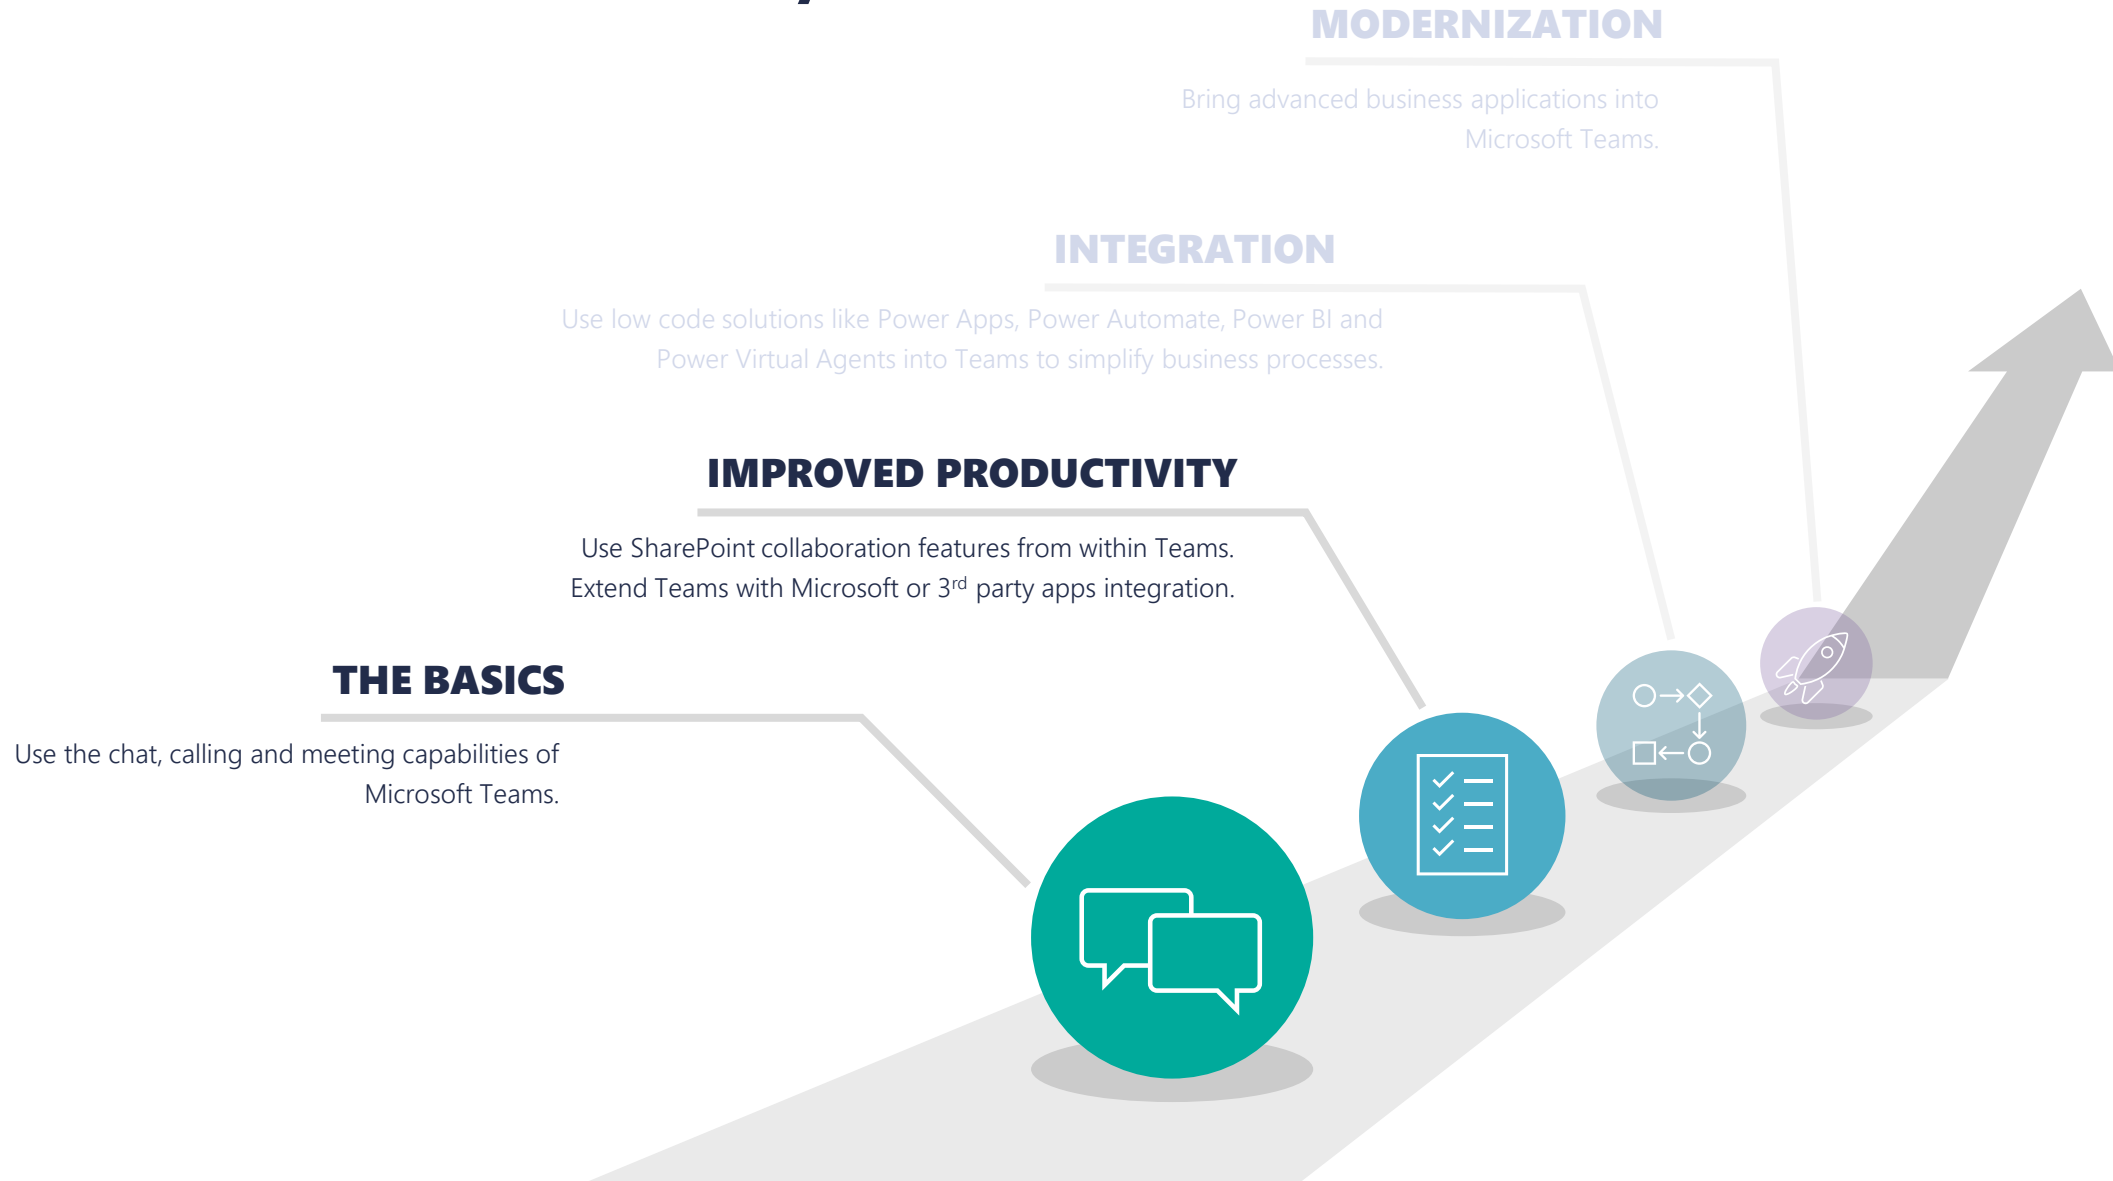 MODERNIZATION
Bring advanced business applications into
Microsoft Teams.
INTEGRATION
Use low code solutions like Power Apps, Power Automate, Power BI and
Power Virtual Agents into Teams to simplify business processes.
IMPROVED PRODUCTIVITY
Use SharePoint collaboration features from within Teams.
Extend Teams with Microsoft or 3rd party apps integration.
THE BASICS
Use the chat, calling and meeting capabilities of
Microsoft Teams.